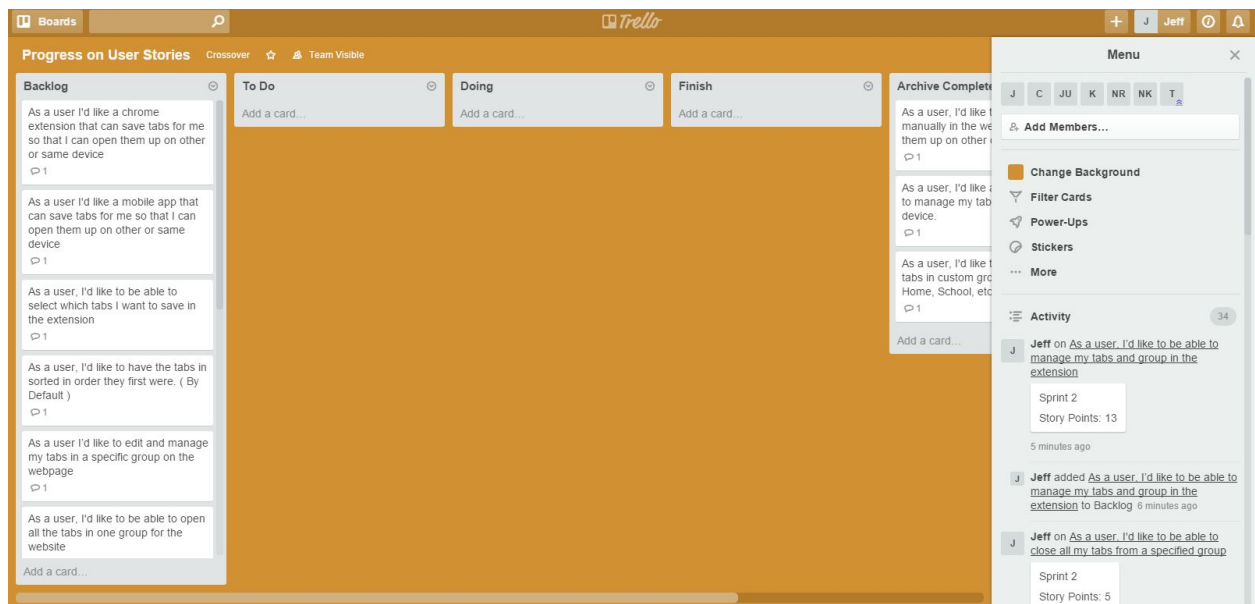 Boards
Trello
J Jeff
Progress on User Stories Crossover Team Visible
Backlog
As a user I'd like a chrome
extension that can save tabs for me
so that I can open them up on other
or same device
1
As a user I'd like a mobile app that
can save tabs for me so that I can
open them up on other or same
device
1
As a user, I'd like to be able to
select which tabs I want to save in
the extension
1
As a user, I'd like to have the tabs in
sorted in order they first were. ( By
Default )
1
As a user I'd like to edit and manage
my tabs in a specific group on the
webpage
1
As a user, I'd like to be able to open
all the tabs in one group for the
website
Add a card...
To Do
Add a card...
Doing
Add a card...
Finish
Add a card...
Archive Complete
As a user, I'd like
manually in the we
them up on other
1
As a user, I'd like
to manage my tab
device.
1
As a user, I'd like
tabs in custom gro
Home, School, etc
1
Add a card...
Menu
J C JU K NR NK T
Add Members...
Change Background
Filter Cards
Power-Ups
Stickers
More
Activity 34
J
Jeff on As a user, I'd like to be able to
manage my tabs and group in the
extension
Sprint 2
Story Points: 13
5 minutes ago
J
Jeff added As a user, I'd like to be able to
manage my tabs and group in the
extension to Backlog 6 minutes ago
J
Jeff on As a user, I'd like to be able to
close all my tabs from a specified group
Sprint 2
Story Points: 5